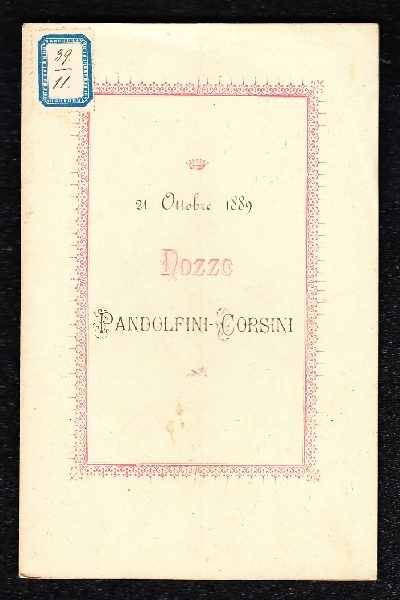 39
11.
21 Ottobre 1889
Nozze
PANDOLFINI-CORSINI